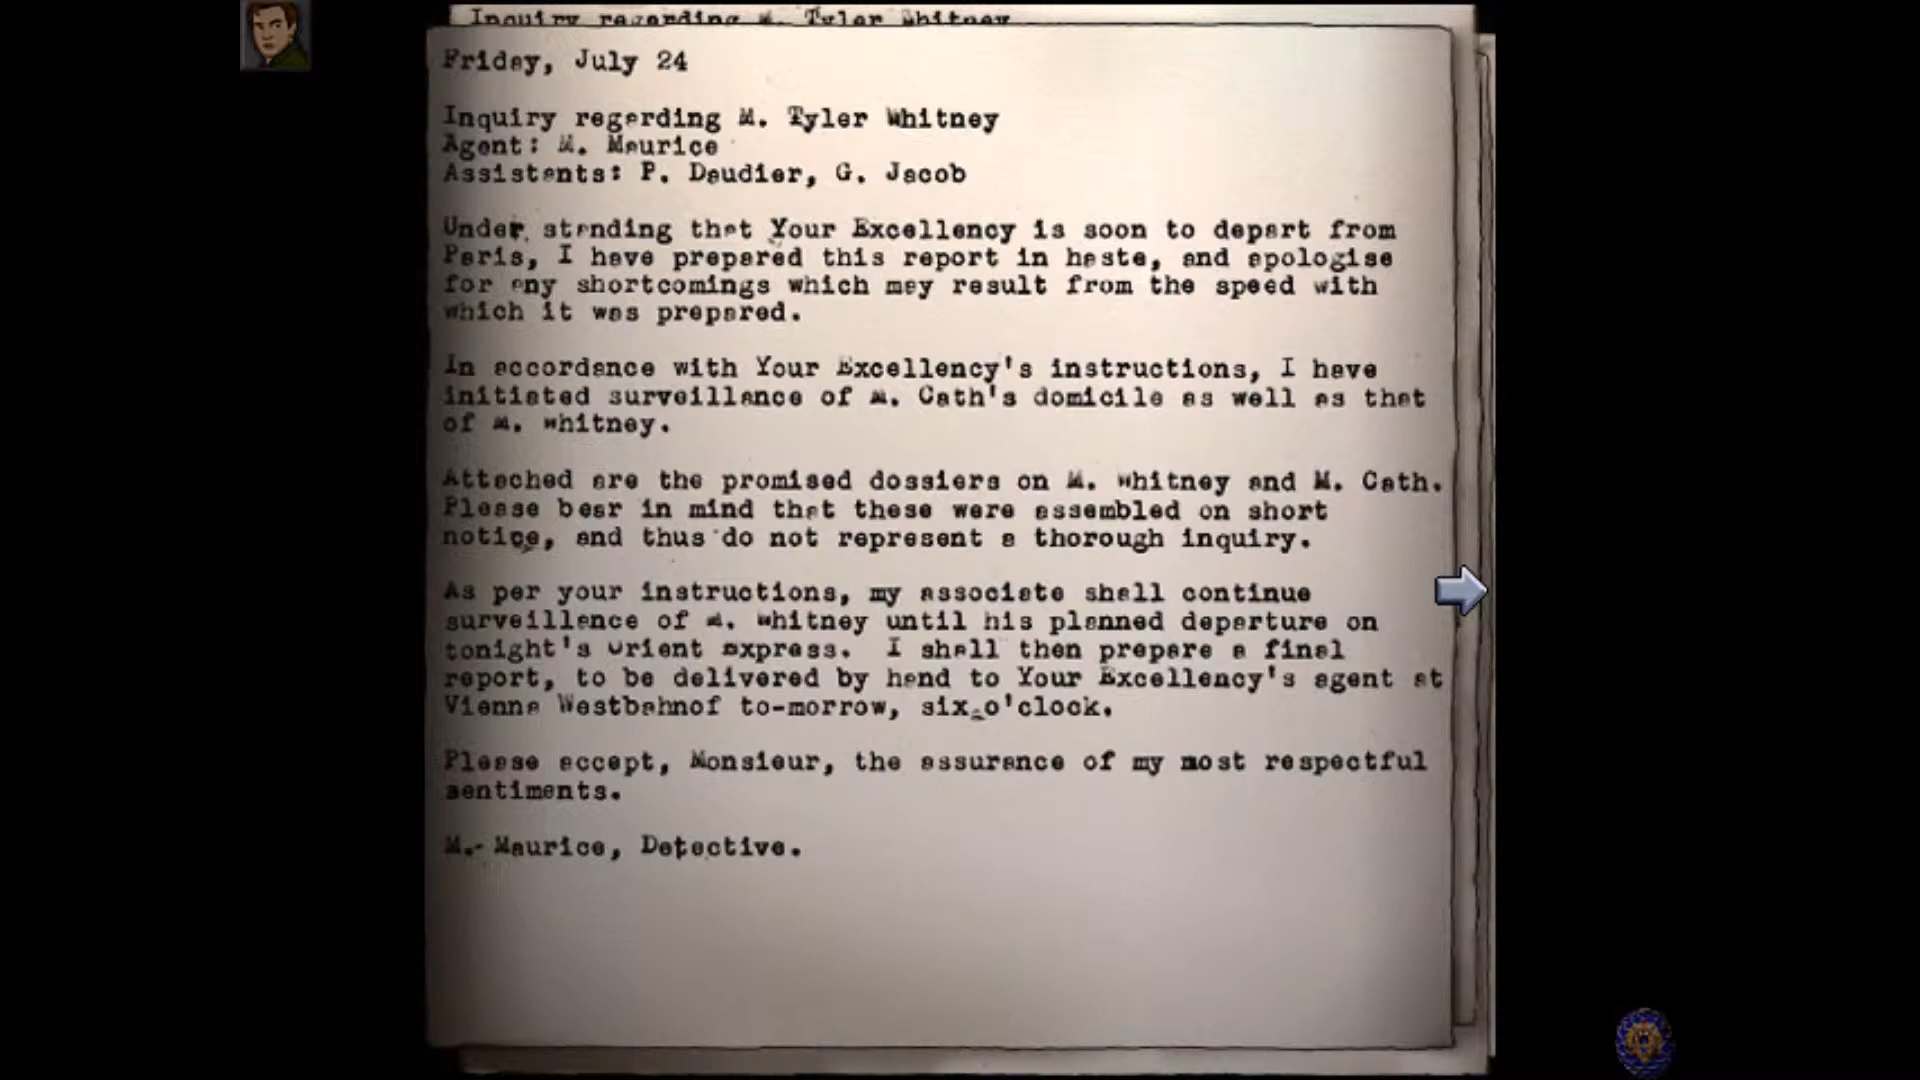 Inquiry regarding M. Tyler Whitney
Friday, July 24
Inquiry regarding M. Tyler Whitney
Agent: M. Maurice
Assistants: P. Daudier, G. Jacob
Under standing that Your Excellency is soon to depart from
Paris, I have prepared this report in haste, and apologise
for any shortcomings which may result from the speed with
which it was prepared.
In accordance with Your Excellency's instructions, I have
initiated surveillance of M. Cath's domicile as well as that
of M. Whitney.
Attached are the promised dossiers on M. Whitney and M. Cath.
Please bear in mind that these were assembled on short
notice, and thus do not represent a thorough inquiry.
As per your instructions, my associate shall continue
surveillance of M. Whitney until his planned departure on
tonight's Orient Express. I shall then prepare a final
report, to be delivered by hand to Your Excellency's agent at
Vienna Westbahnof to-morrow, six o'clock.
Please accept, Monsieur, the assurance of my most respectful
sentiments.
M. Maurice, Detective.